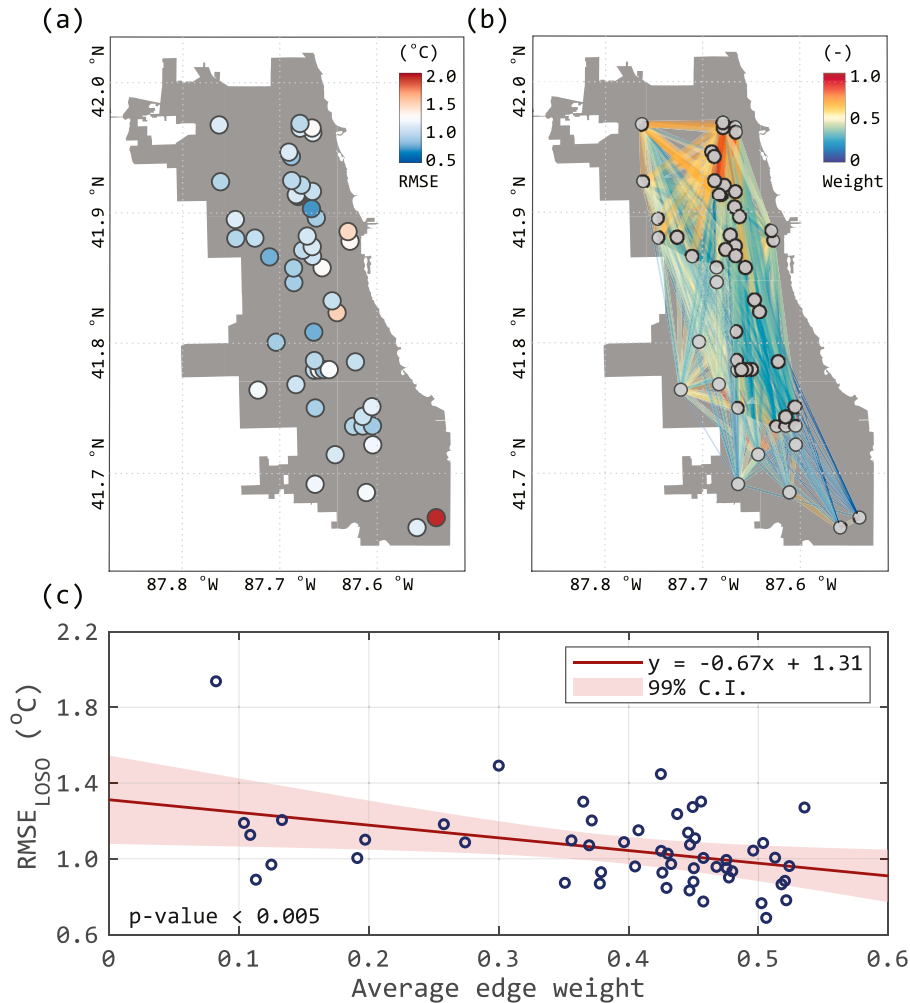 (a)
(°C)
2.0
1.5
1.0
0.5
RMSE
42.0 °N
41.9 °N
41.8 °N
41.7 °N
87.8 °W
87.7 °W
87.6 °W
(b)
(-)
1.0
0.5
0
Weight
42.0 °N
41.9 °N
41.8 °N
41.7 °N
87.8 °W
87.7 °W
87.6 °W
(c)
2.2
1.8
1.4
1.0
0.6
RMSE_LOSO (°C)
y = -0.67x + 1.31
99% C.I.
p-value < 0.005
0
0.1
0.2
0.3
0.4
0.5
0.6
Average edge weight